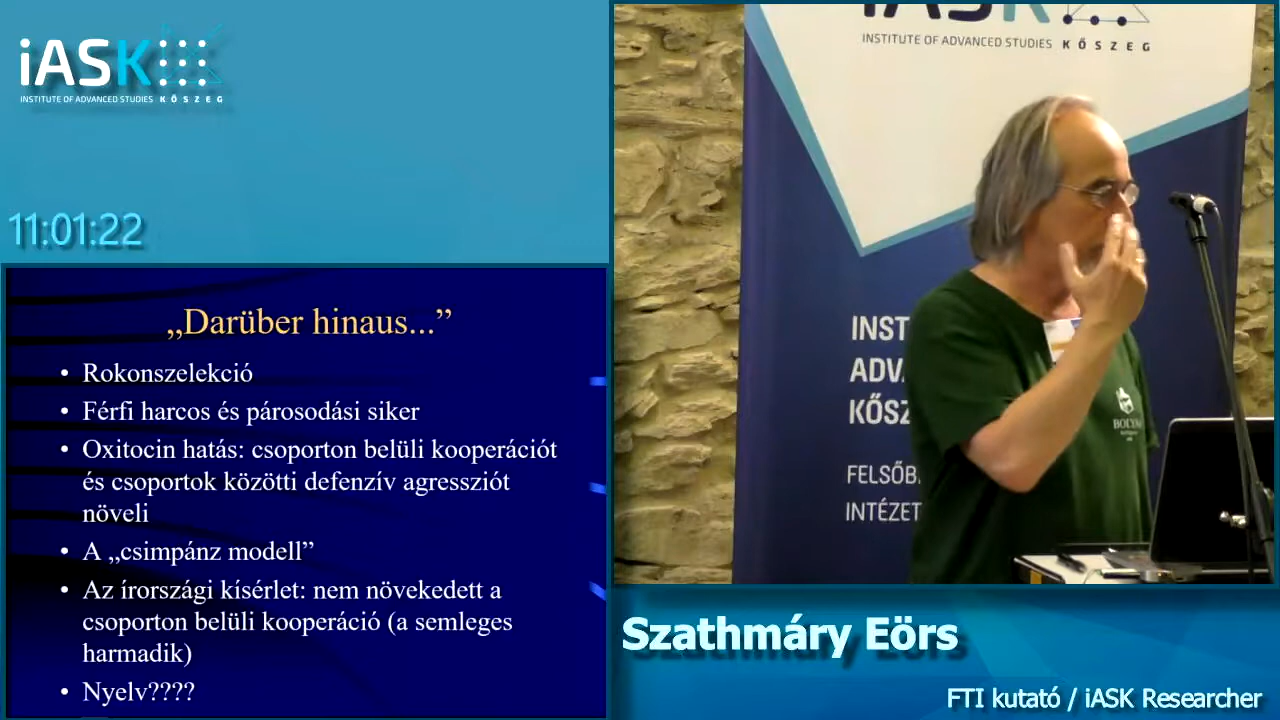 iASK
INSTITUTE OF ADVANCED STUDIES KŐSZEG
11:01:22
„Darüber hinaus...”
• Rokonszelekció
• Férfi harcos és párosodási siker
• Oxitocin hatás: csoporton belüli kooperációt
és csoportok közötti defenzív agressziót
növeli
• A „csimpánz modell”
• Az írországi kísérlet: nem növekedett a
csoporton belüli kooperáció (a semleges
harmadik)
• Nyelv????
iASK
INSTITUTE OF ADVANCED STUDIES KŐSZEG
INST
ADV
KŐSZ
FELSŐB
INTÉZET
Szathmáry Eörs
FTI kutató / iASK Researcher